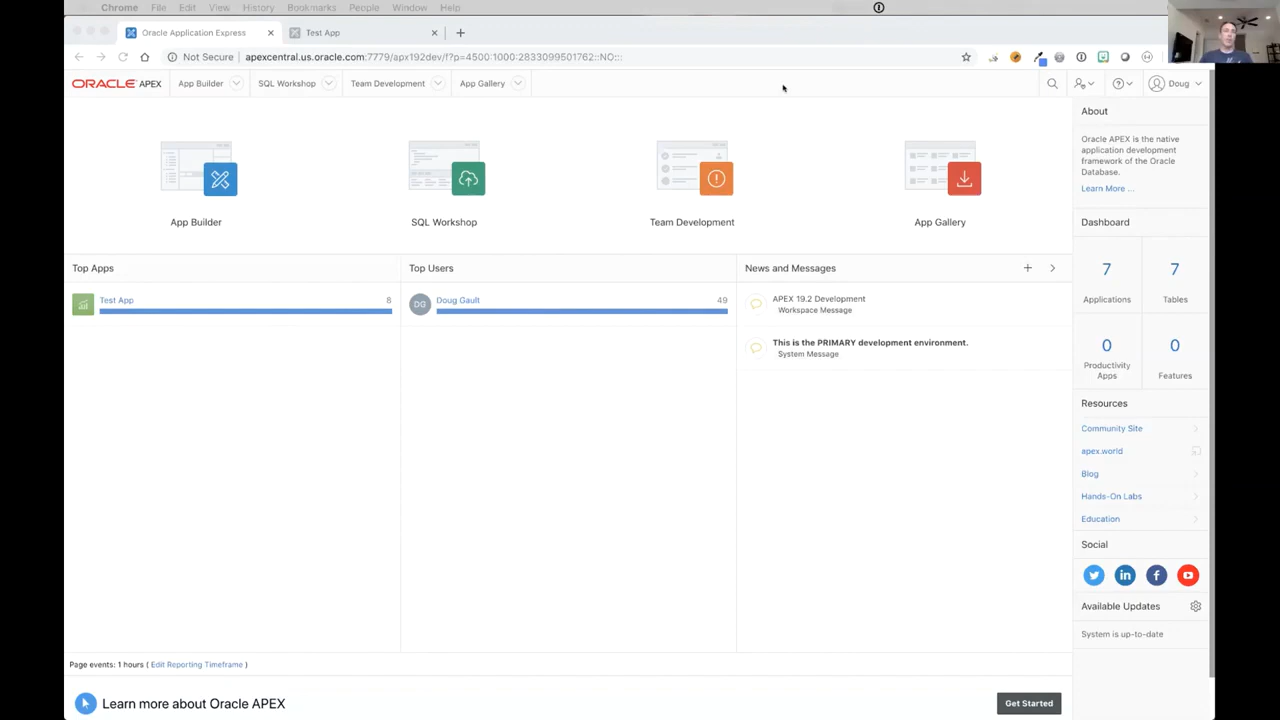 Chrome File Edit View History Bookmarks People Window Help
Oracle Application Express Test App
Not Secure apexcentral.us.oracle.com:7779/apx192dev/f?p=4500:1000:2833099501762::NO:::
ORACLE APEX App Builder SQL Workshop Team Development App Gallery Doug
App Builder SQL Workshop Team Development App Gallery
Top Apps
Test App 8
Top Users
DG Doug Gault 49
News and Messages
APEX 19.2 Development
Workspace Message
This is the PRIMARY development environment.
System Message
About
Oracle APEX is the native
application development
framework of the Oracle
Database.
Learn More ...
Dashboard
7 7
Applications Tables
0 0
Productivity
Apps
Features
Resources
Community Site
apex.world
Blog
Hands-On Labs
Education
Social
Available Updates
System is up-to-date
Page events: 1 hours ( Edit Reporting Timeframe )
Learn more about Oracle APEX Get Started